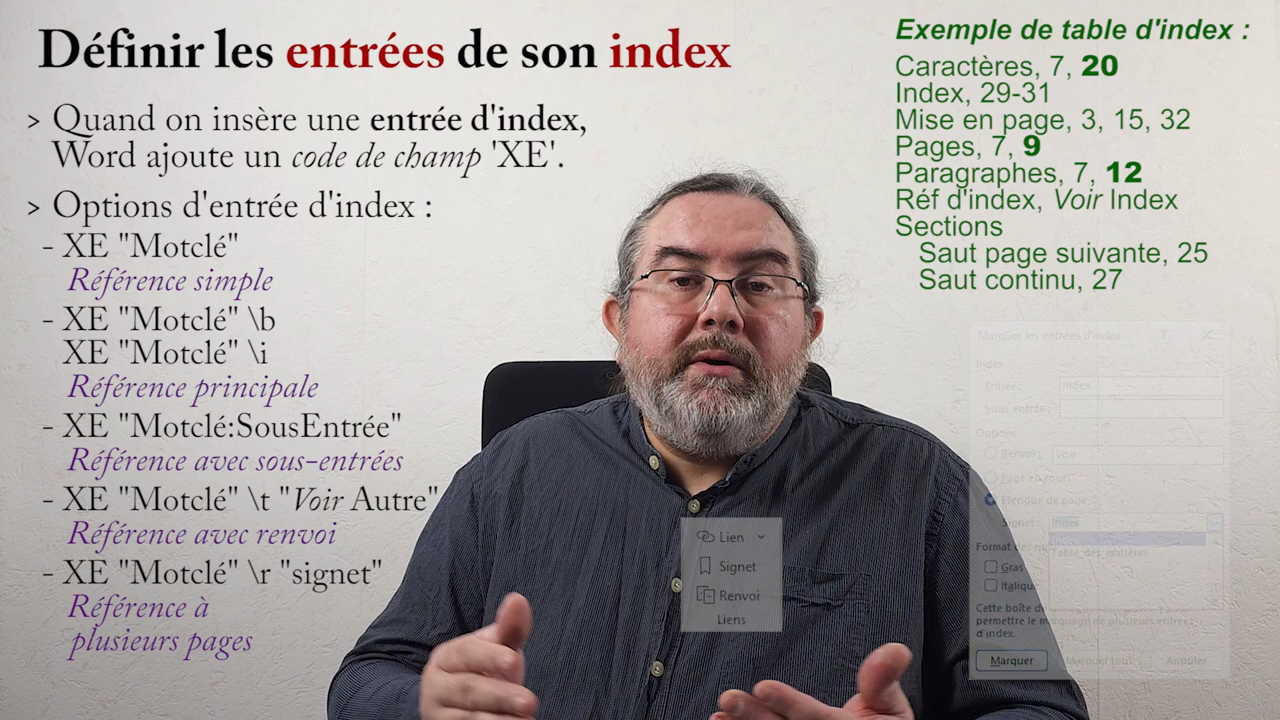 Définir les entrées de son index
> Quand on insère une entrée d'index,
Word ajoute un code de champ 'XE'.
> Options d'entrée d'index :
- XE "Motclé"
Référence simple
- XE "Motclé" \b
XE "Motclé" \i
Référence principale
- XE "Motclé:SousEntrée"
Référence avec sous-entrées
- XE "Motclé" \t "Voir Autre"
Référence avec renvoi
- XE "Motclé" \r "signet"
Référence à
plusieurs pages
Exemple de table d'index :
Caractères, 7, 20
Index, 29-31
Mise en page, 3, 15, 32
Pages, 7, 9
Paragraphes, 7, 12
Réf d'index, Voir Index
Sections
Saut page suivante, 25
Saut continu, 27
Marquer les entrées d'index ?
Index
Entrée : Index
Sous-entrée :
Options
Renvoi : Voir
Page en cours
Étendue de page
Signet : Index
Index
Table_des_matières
Format des
Gras
Italique
Cette boîte de
permettre le marquage de plusieurs entrées
d'index.
Marquer Marquer tout Annuler
Lien
Signet
Renvoi
Liens